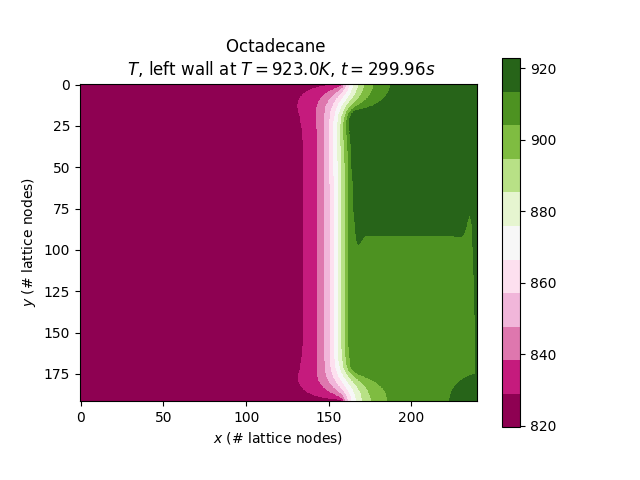 Octadecane
T, left wall at T = 923.0K, t = 299.96s
0
25
50
75
100
125
150
175
y (# lattice nodes)
0 50 100 150 200
x (# lattice nodes)
920
900
880
860
840
820